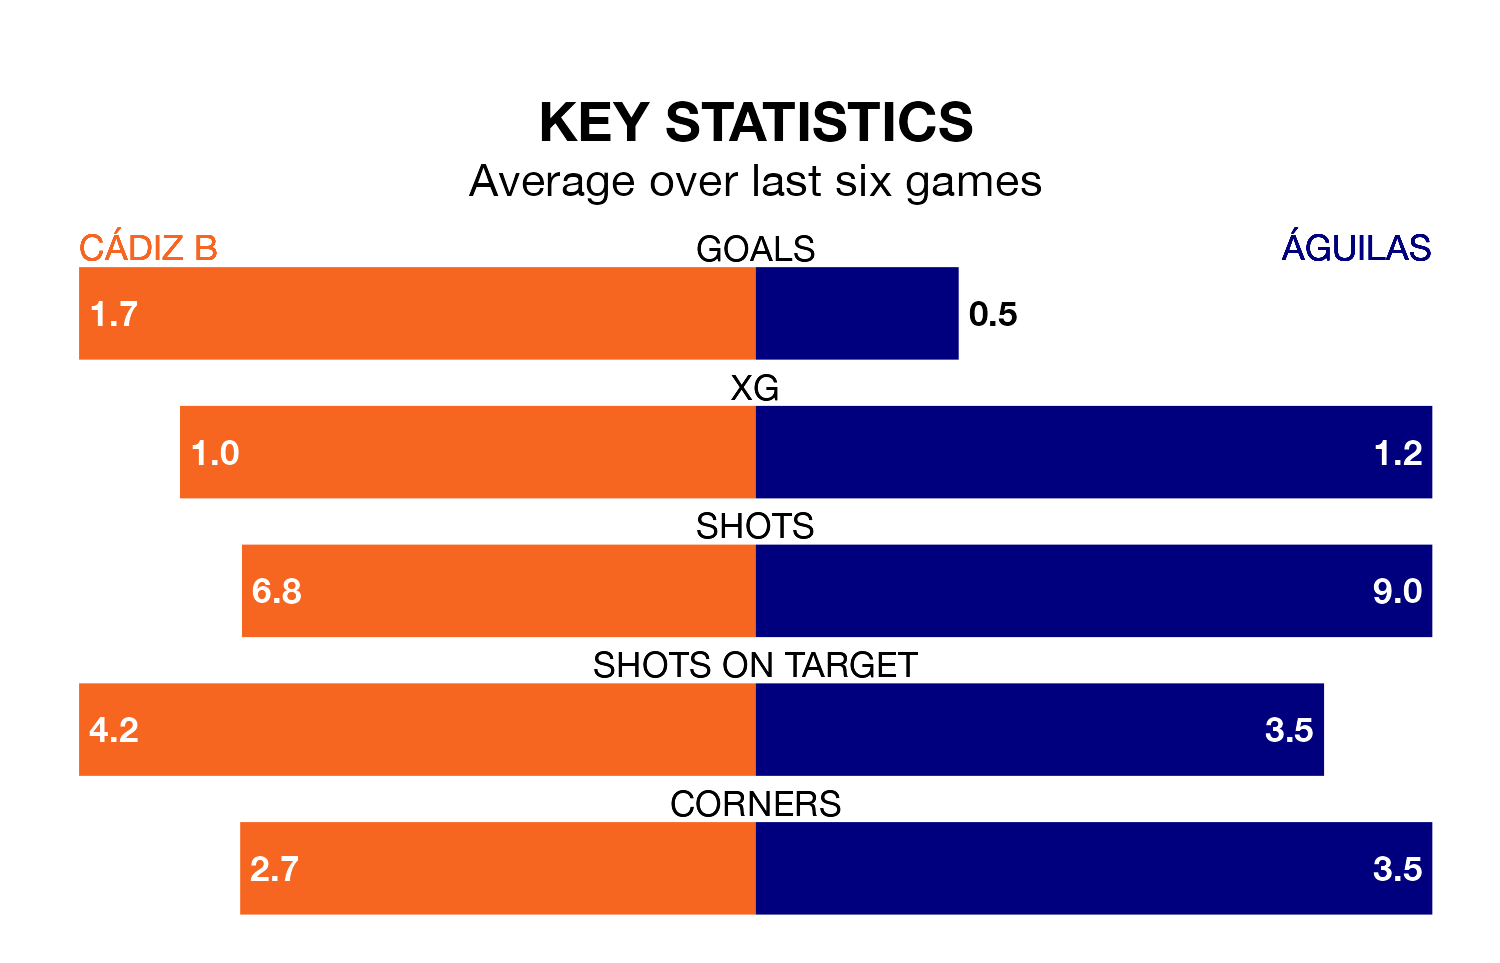 KEY STATISTICS
Average over last six games
CÁDIZ B GOALS ÁGUILAS
1.7 0.5
XG
1.0 1.2
SHOTS
6.8 9.0
SHOTS ON TARGET
4.2 3.5
CORNERS
2.7 3.5